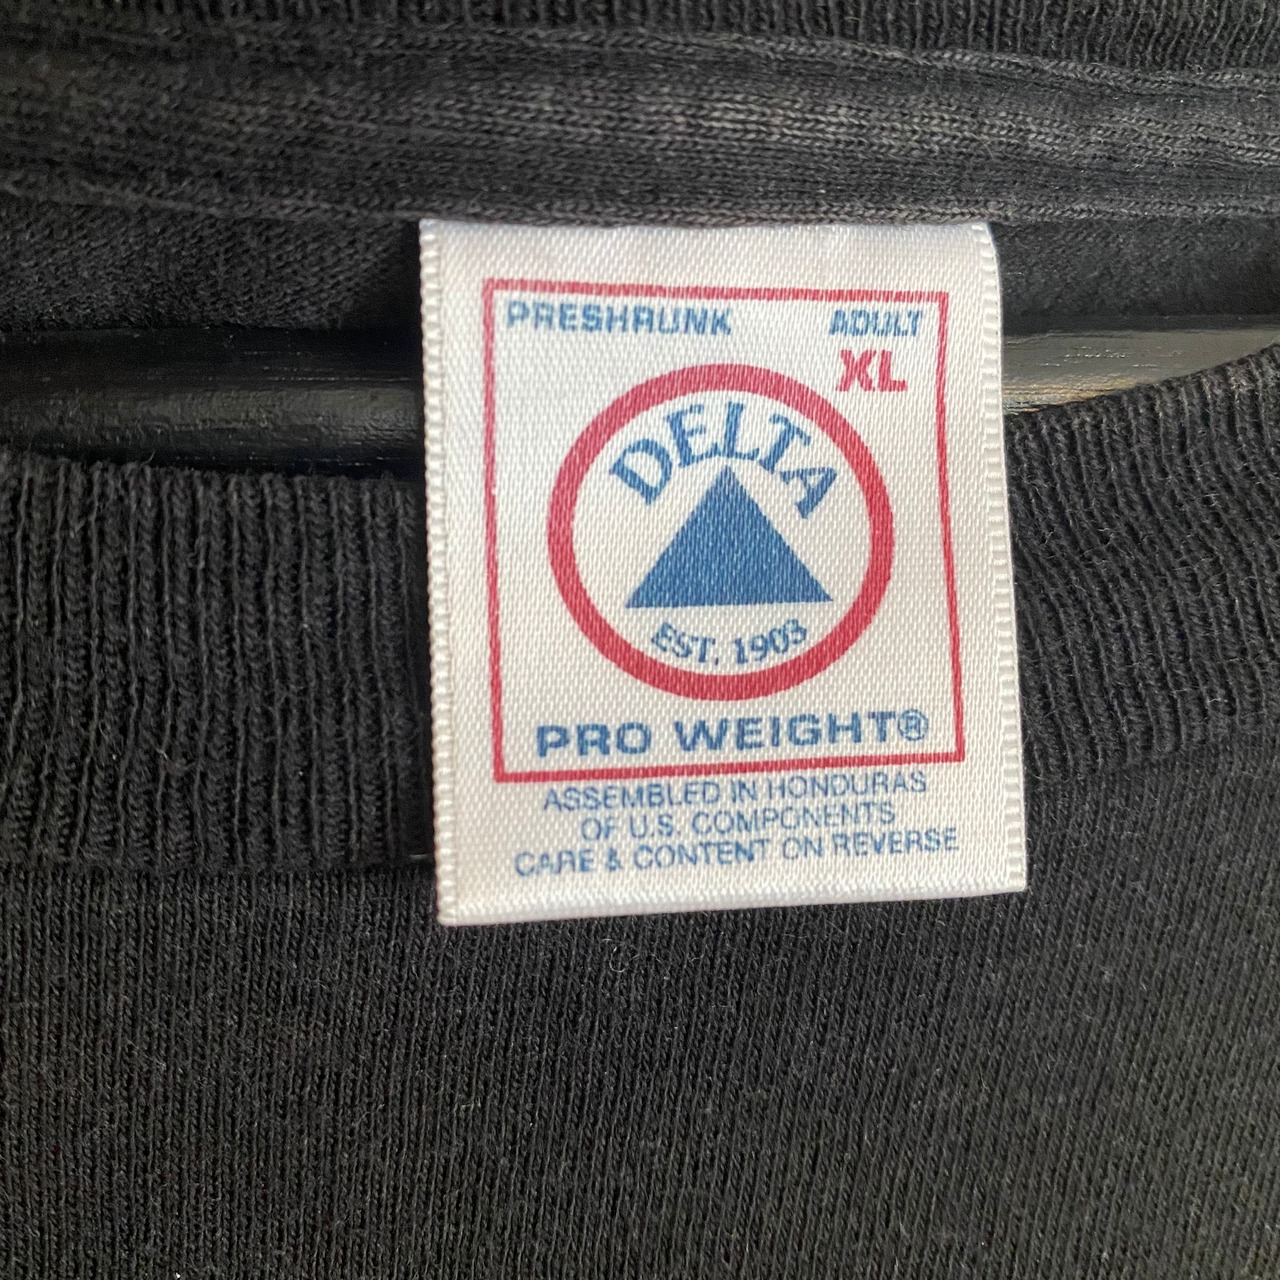 PRESHRUNK ADULT
XL
DELTA
EST. 1903
PRO WEIGHT®
ASSEMBLED IN HONDURAS
OF U.S. COMPONENTS
CARE & CONTENT ON REVERSE